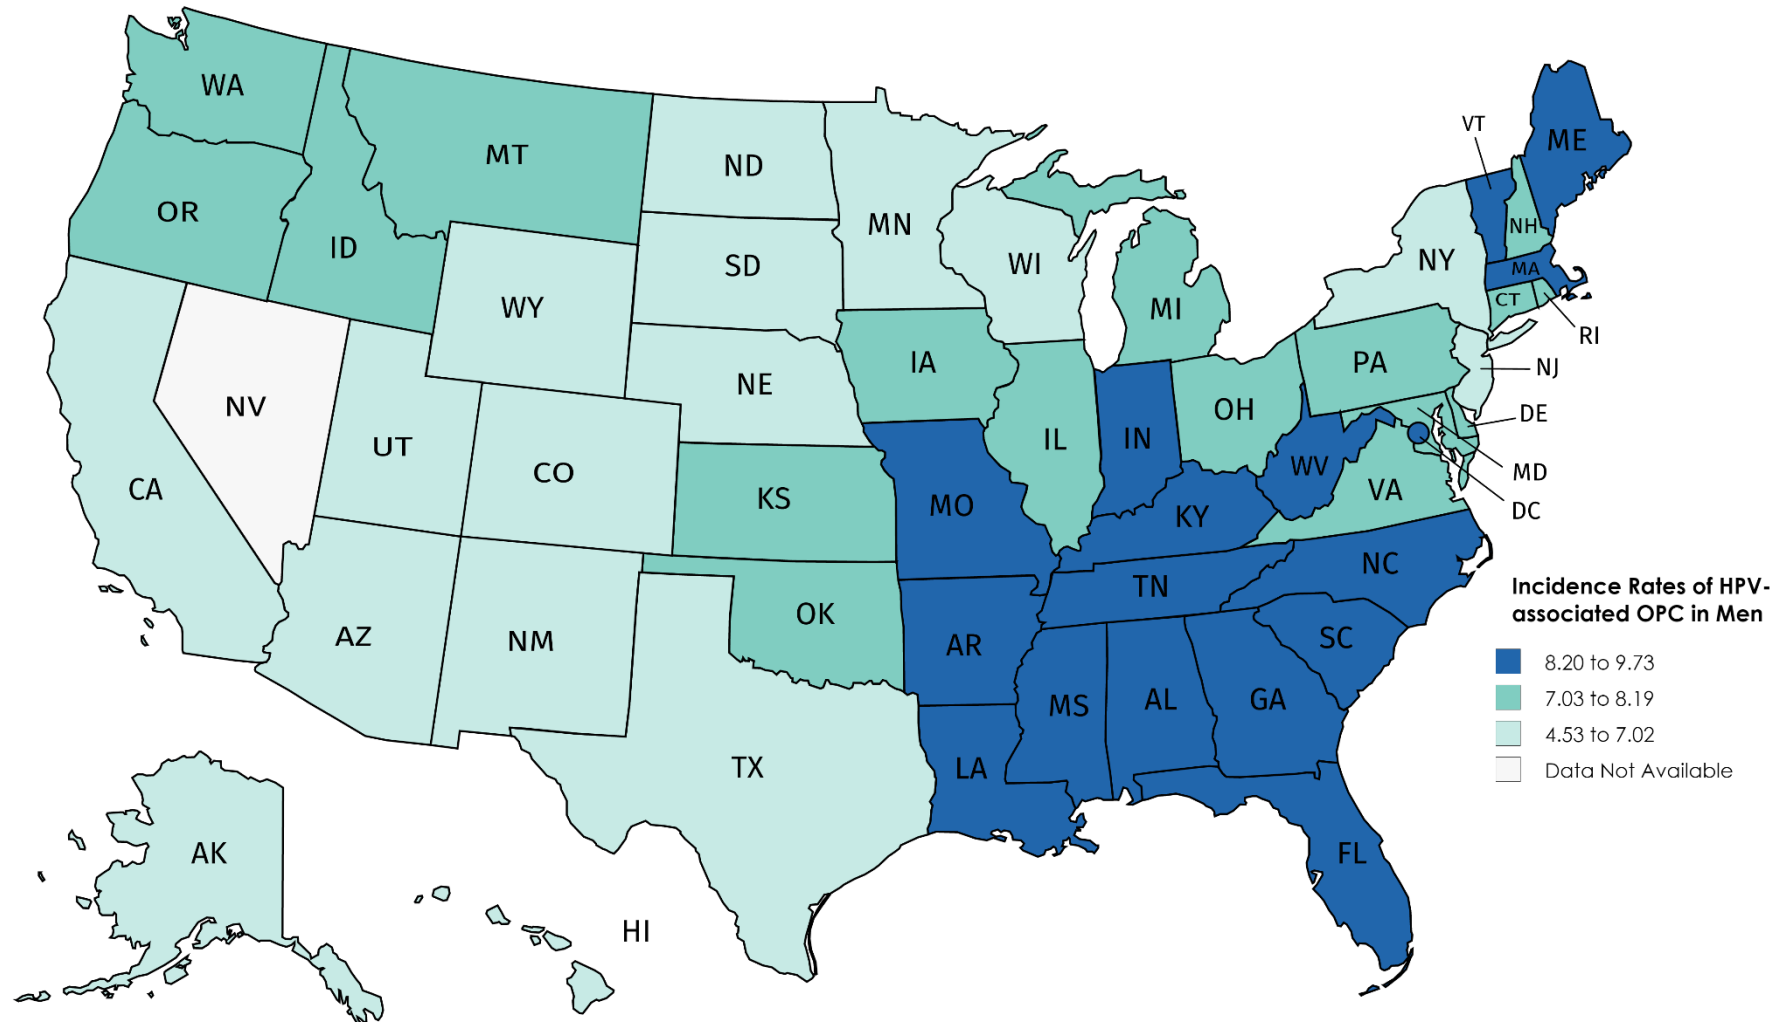 WA
MT
ND
MN
VT
ME
OR
ID
SD
WI
NY
NH
MA
CT
RI
WY
MI
IA
NE
PA
NJ
DE
NV
UT
CO
IL
IN
OH
WV
MD
DC
CA
KS
MO
KY
VA
NC
TN
OK
AZ
NM
AR
SC
MS
AL
GA
TX
LA
FL
AK
HI
Incidence Rates of HPV-
associated OPC in Men
8.20 to 9.73
7.03 to 8.19
4.53 to 7.02
Data Not Available